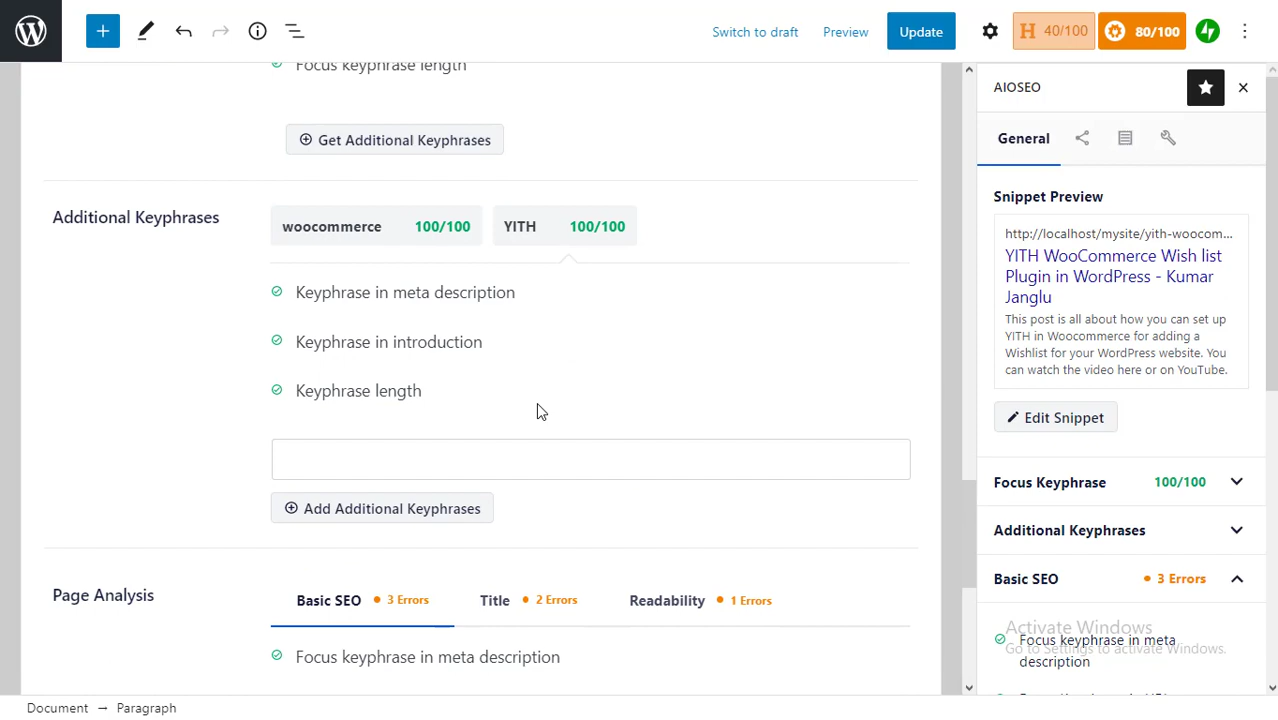 Switch to draft
Preview
Update
H 40/100
80/100
Focus keyphrase length
Get Additional Keyphrases
Additional Keyphrases
woocommerce 100/100
YITH 100/100
Keyphrase in meta description
Keyphrase in introduction
Keyphrase length
Add Additional Keyphrases
Page Analysis
Basic SEO 3 Errors
Title 2 Errors
Readability 1 Errors
Focus keyphrase in meta description
Document → Paragraph
AIOSEO
General
Snippet Preview
http://localhost/mysite/yith-woocom...
YITH WooCommerce Wish list
Plugin in WordPress - Kumar
Janglu
This post is all about how you can set up
YITH in Woocommerce for adding a
Wishlist for your WordPress website. You
can watch the video here or on YouTube.
Edit Snippet
Focus Keyphrase 100/100
Additional Keyphrases
Basic SEO 3 Errors
Activate Windows
Focus keyphrase in meta
Go to Settings to activate Windows.
description